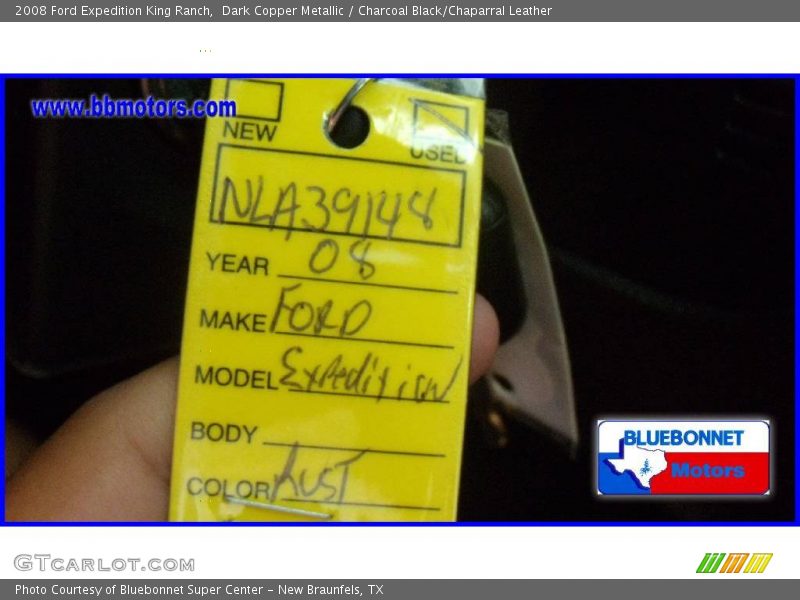 2008 Ford Expedition King Ranch,  Dark Copper Metallic / Charcoal Black/Chaparral Leather
www.bbmotors.com
NEW USED
NLA39148
YEAR 08
MAKE FORD
MODEL Expedition
BODY
COLOR RUST
BLUEBONNET
Motors
GTCARLOT.COM
Photo Courtesy of Bluebonnet Super Center - New Braunfels, TX